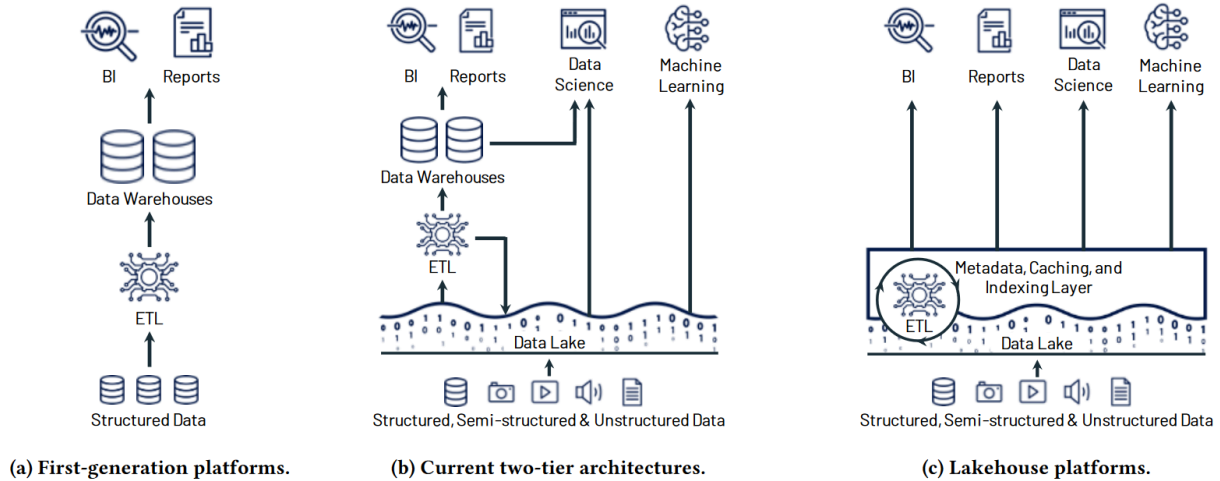 BI
Reports
Data Warehouses
ETL
Structured Data
(a) First-generation platforms.
BI
Reports
Data
Science
Machine
Learning
Data Warehouses
ETL
Data Lake
Structured, Semi-structured & Unstructured Data
(b) Current two-tier architectures.
BI
Reports
Data
Science
Machine
Learning
Metadata, Caching, and
Indexing Layer
ETL
Data Lake
Structured, Semi-structured & Unstructured Data
(c) Lakehouse platforms.